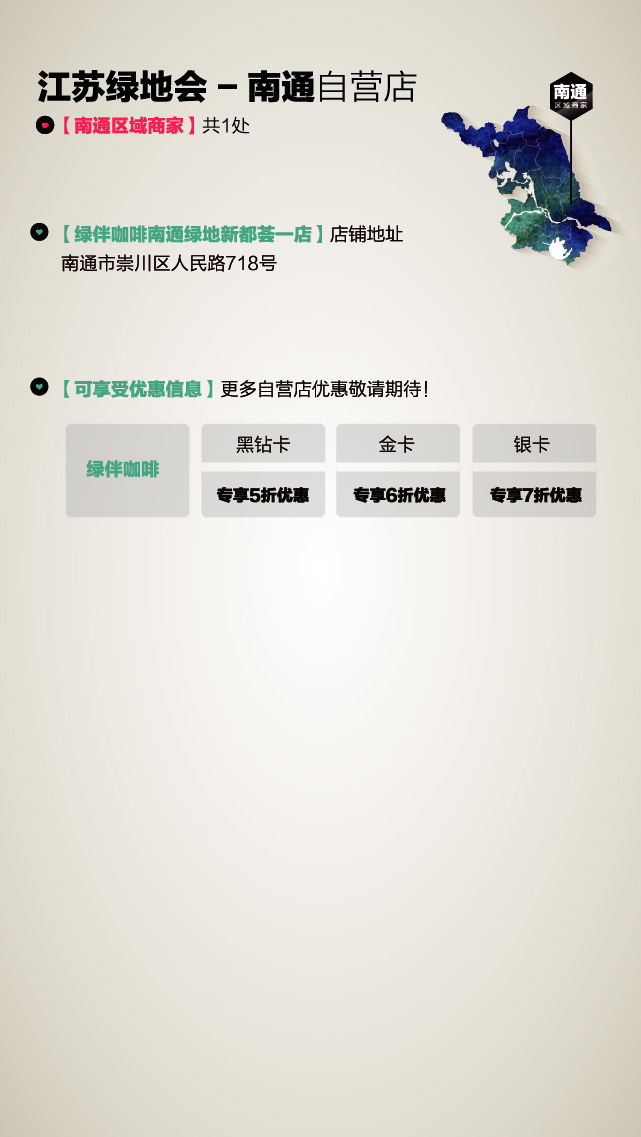 江苏绿地会 – 南通自营店
南通
区域商家
【南通区域商家】共1处
【绿伴咖啡南通绿地新都荟一店】店铺地址
南通市崇川区人民路718号
【可享受优惠信息】更多自营店优惠敬请期待!
绿伴咖啡
黑钻卡
金卡
银卡
专享5折优惠
专享6折优惠
专享7折优惠